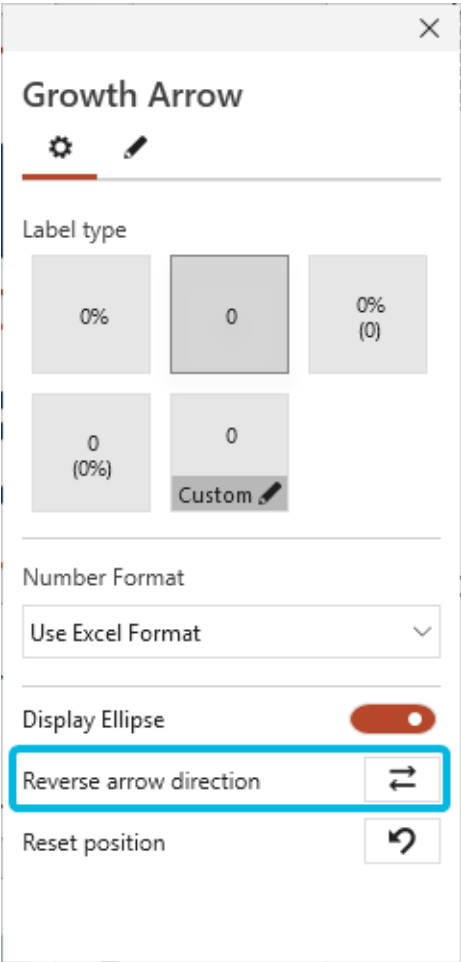 Growth Arrow
Label type
0%
0
0%
(0)
0
(0%)
0
Custom
Number Format
Use Excel Format
Display Ellipse
Reverse arrow direction
Reset position